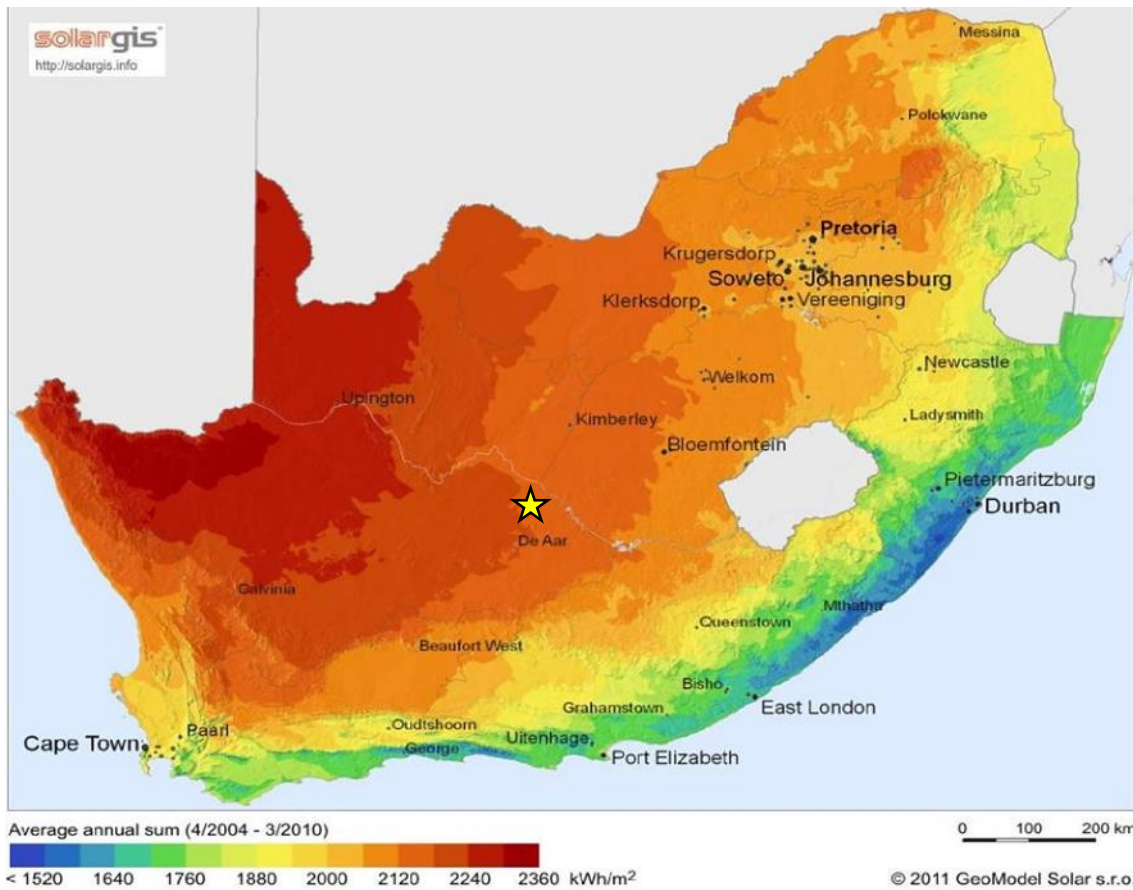 solargis
http://solargis.info
Messina
Polokwane
Pretoria
Krugersdorp
Soweto
Johannesburg
Klerksdorp
Vereeniging
Newcastle
Welkom
Upington
Kimberley
Ladysmith
Bloemfontein
Pietermaritzburg
Durban
De Aar
Calvinia
Mthatha
Queenstown
Beaufort West
Bisho
Grahamstown
East London
Oudtshoorn
Paarl
Cape Town
George
Uitenhage
Port Elizabeth
Average annual sum (4/2004 - 3/2010)
0 100 200 km
< 1520 1640 1760 1880 2000 2120 2240 2360 kWh/m²
© 2011 GeoModel Solar s.r.o